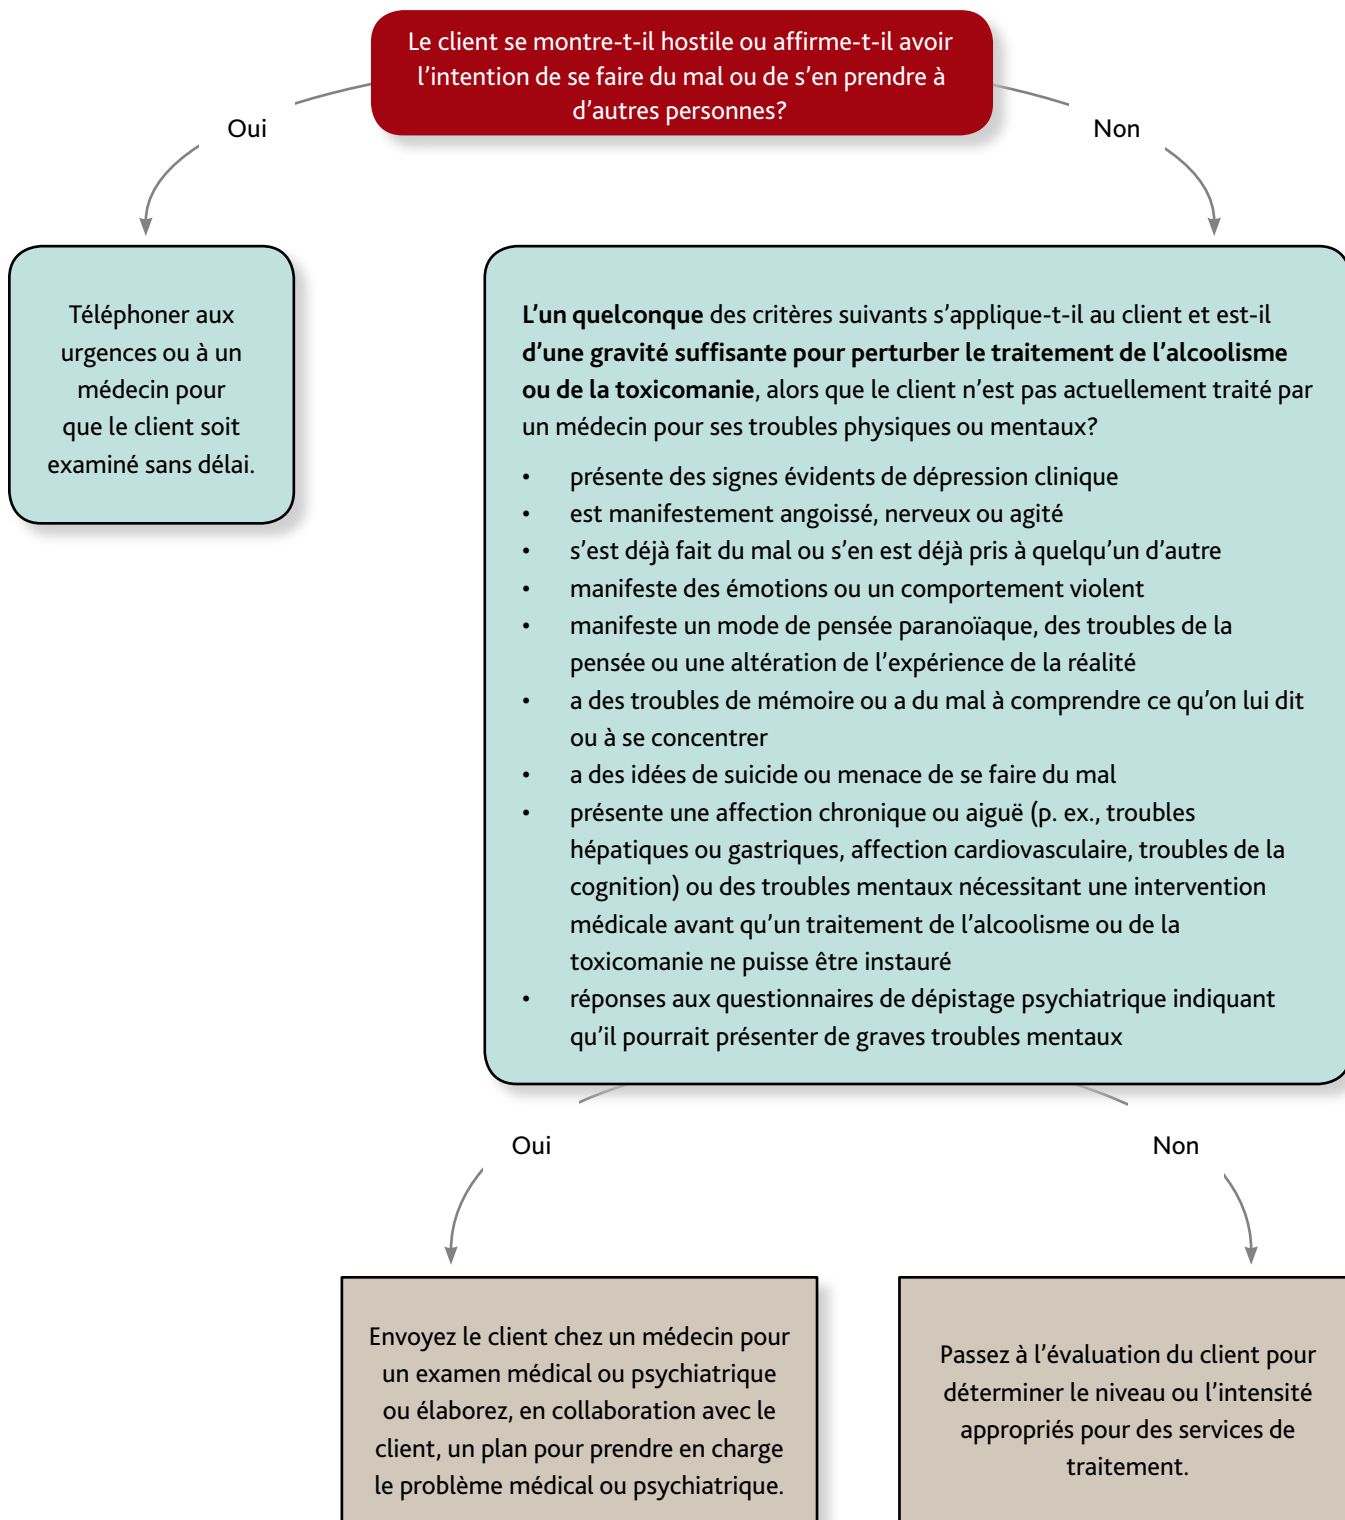 Le client se montre-t-il hostile ou affirme-t-il avoir
l’intention de se faire du mal ou de s’en prendre à
d’autres personnes?
Oui
Non
Téléphoner aux
urgences ou à un
médecin pour
que le client soit
examiné sans délai.
L’un quelconque des critères suivants s’applique-t-il au client et est-il
d’une gravité suffisante pour perturber le traitement de l’alcoolisme
ou de la toxicomanie, alors que le client n’est pas actuellement traité par
un médecin pour ses troubles physiques ou mentaux?
• présente des signes évidents de dépression clinique
• est manifestement angoissé, nerveux ou agité
• s’est déjà fait du mal ou s’en est déjà pris à quelqu’un d’autre
• manifeste des émotions ou un comportement violent
• manifeste un mode de pensée paranoïaque, des troubles de la
pensée ou une altération de l’expérience de la réalité
• a des troubles de mémoire ou a du mal à comprendre ce qu’on lui dit
ou à se concentrer
• a des idées de suicide ou menace de se faire du mal
• présente une affection chronique ou aiguë (p. ex., troubles
hépatiques ou gastriques, affection cardiovasculaire, troubles de la
cognition) ou des troubles mentaux nécessitant une intervention
médicale avant qu’un traitement de l’alcoolisme ou de la
toxicomanie ne puisse être instauré
• réponses aux questionnaires de dépistage psychiatrique indiquant
qu’il pourrait présenter de graves troubles mentaux
Oui
Non
Envoyez le client chez un médecin pour
un examen médical ou psychiatrique
ou élaborez, en collaboration avec le
client, un plan pour prendre en charge
le problème médical ou psychiatrique.
Passez à l’évaluation du client pour
déterminer le niveau ou l’intensité
appropriés pour des services de
traitement.